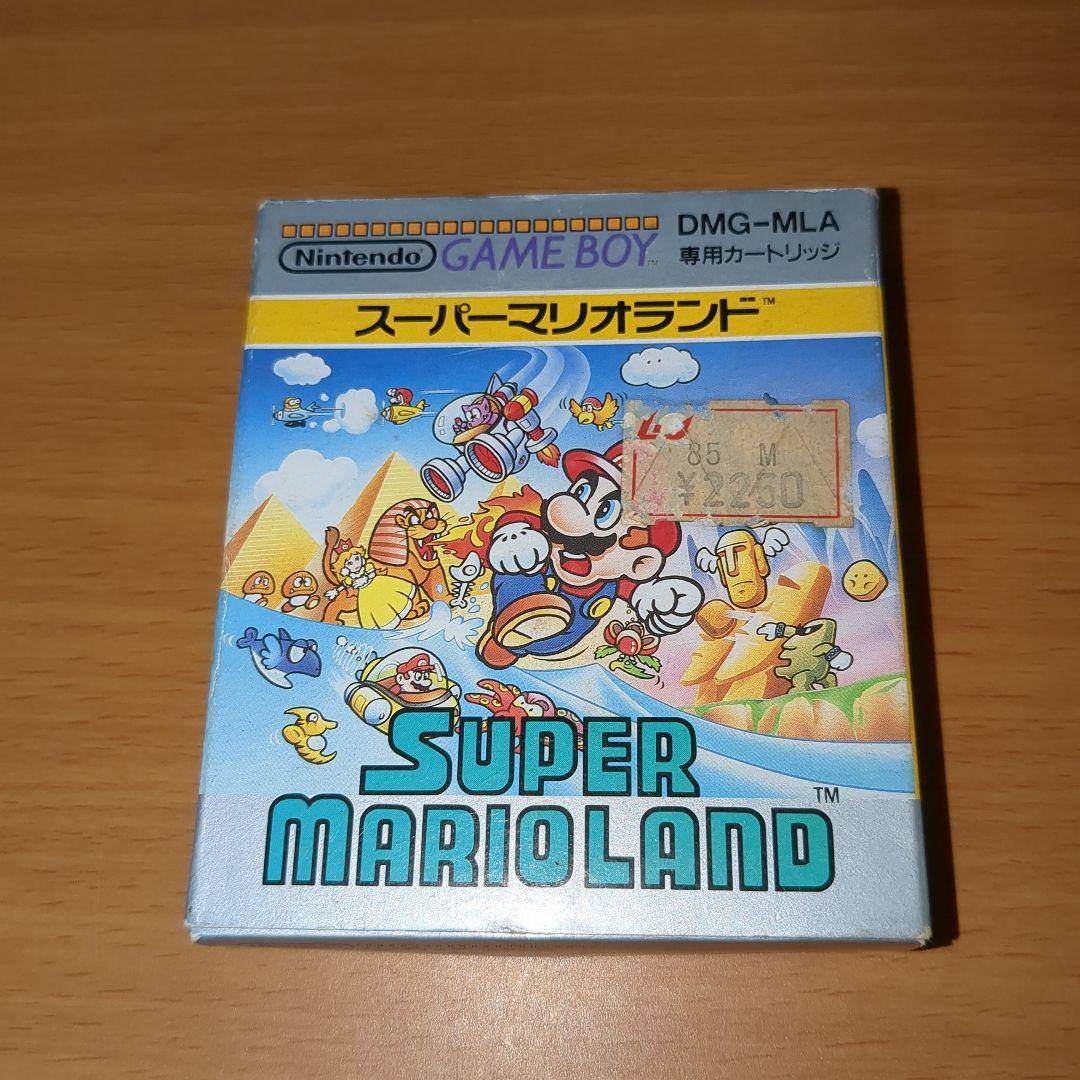 Nintendo GAME BOY™
DMG-MLA
専用カートリッジ
スーパーマリオランド™
85 M
¥2250
SUPER
MARIOLAND™